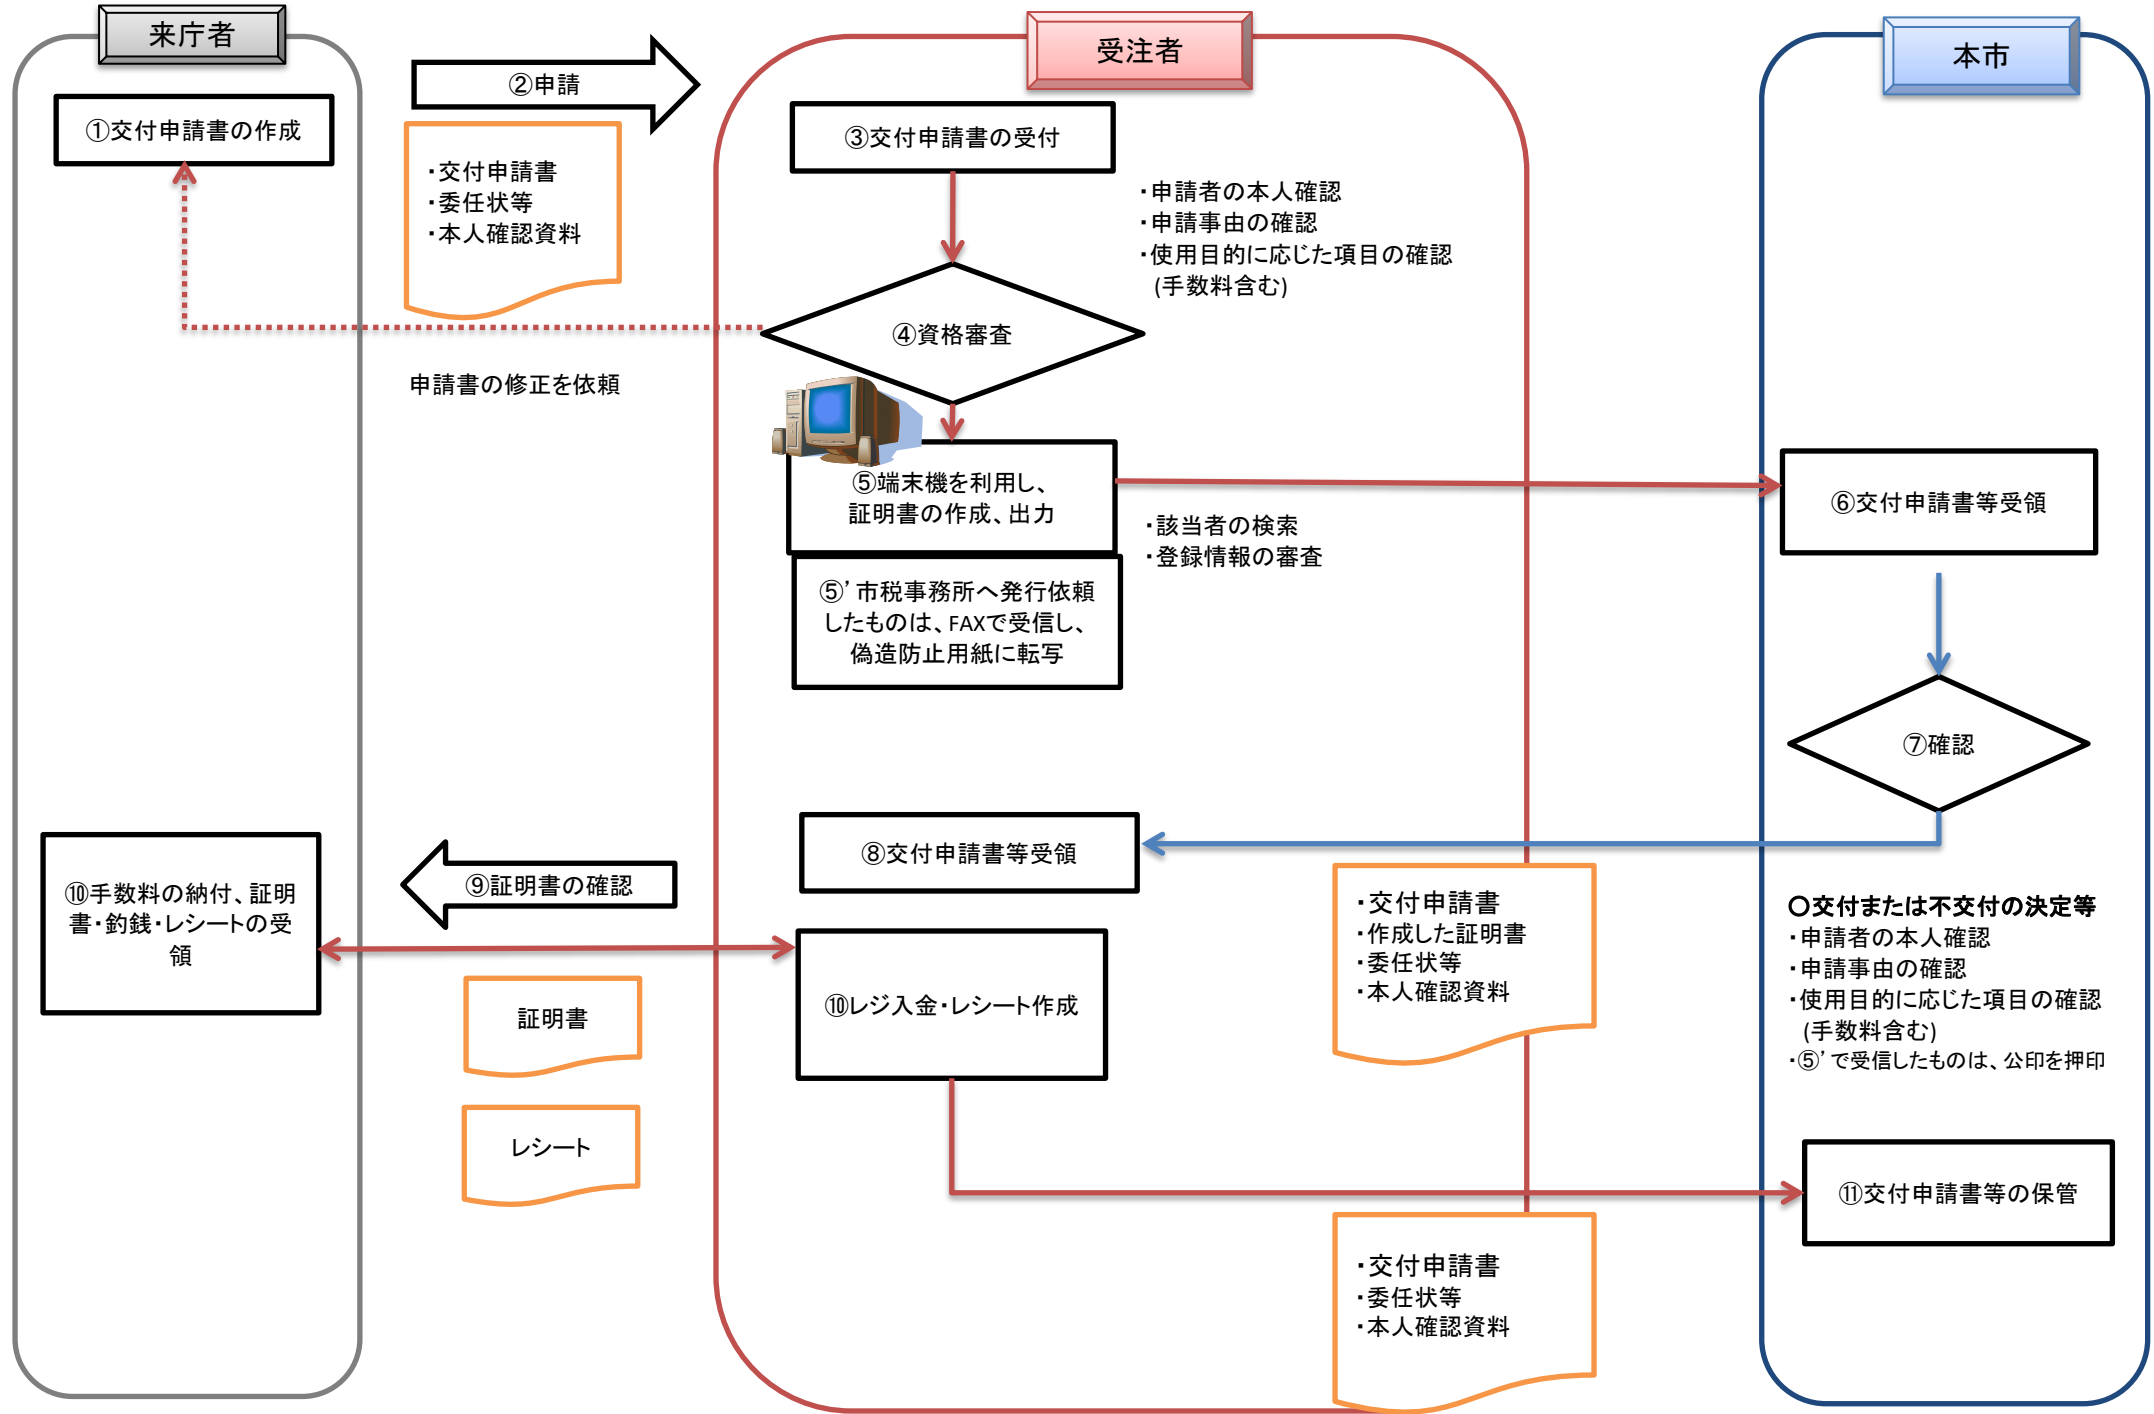 来庁者
受注者
本市
①交付申請書の作成
②申請
・交付申請書
・委任状等
・本人確認資料
③交付申請書の受付
・申請者の本人確認
・申請事由の確認
・使用目的に応じた項目の確認
(手数料含む)
④資格審査
申請書の修正を依頼
⑤端末機を利用し、
証明書の作成、出力
・該当者の検索
・登録情報の審査
⑤’市税事務所へ発行依頼
したものは、FAXで受信し、
偽造防止用紙に転写
⑥交付申請書等受領
⑦確認
⑧交付申請書等受領
⑨証明書の確認
⑩手数料の納付、証明
書・釣銭・レシートの受
領
⑩レジ入金・レシート作成
証明書
レシート
・交付申請書
・作成した証明書
・委任状等
・本人確認資料
○交付または不交付の決定等
・申請者の本人確認
・申請事由の確認
・使用目的に応じた項目の確認
(手数料含む)
・⑤’で受信したものは、公印を押印
⑪交付申請書等の保管
・交付申請書
・委任状等
・本人確認資料